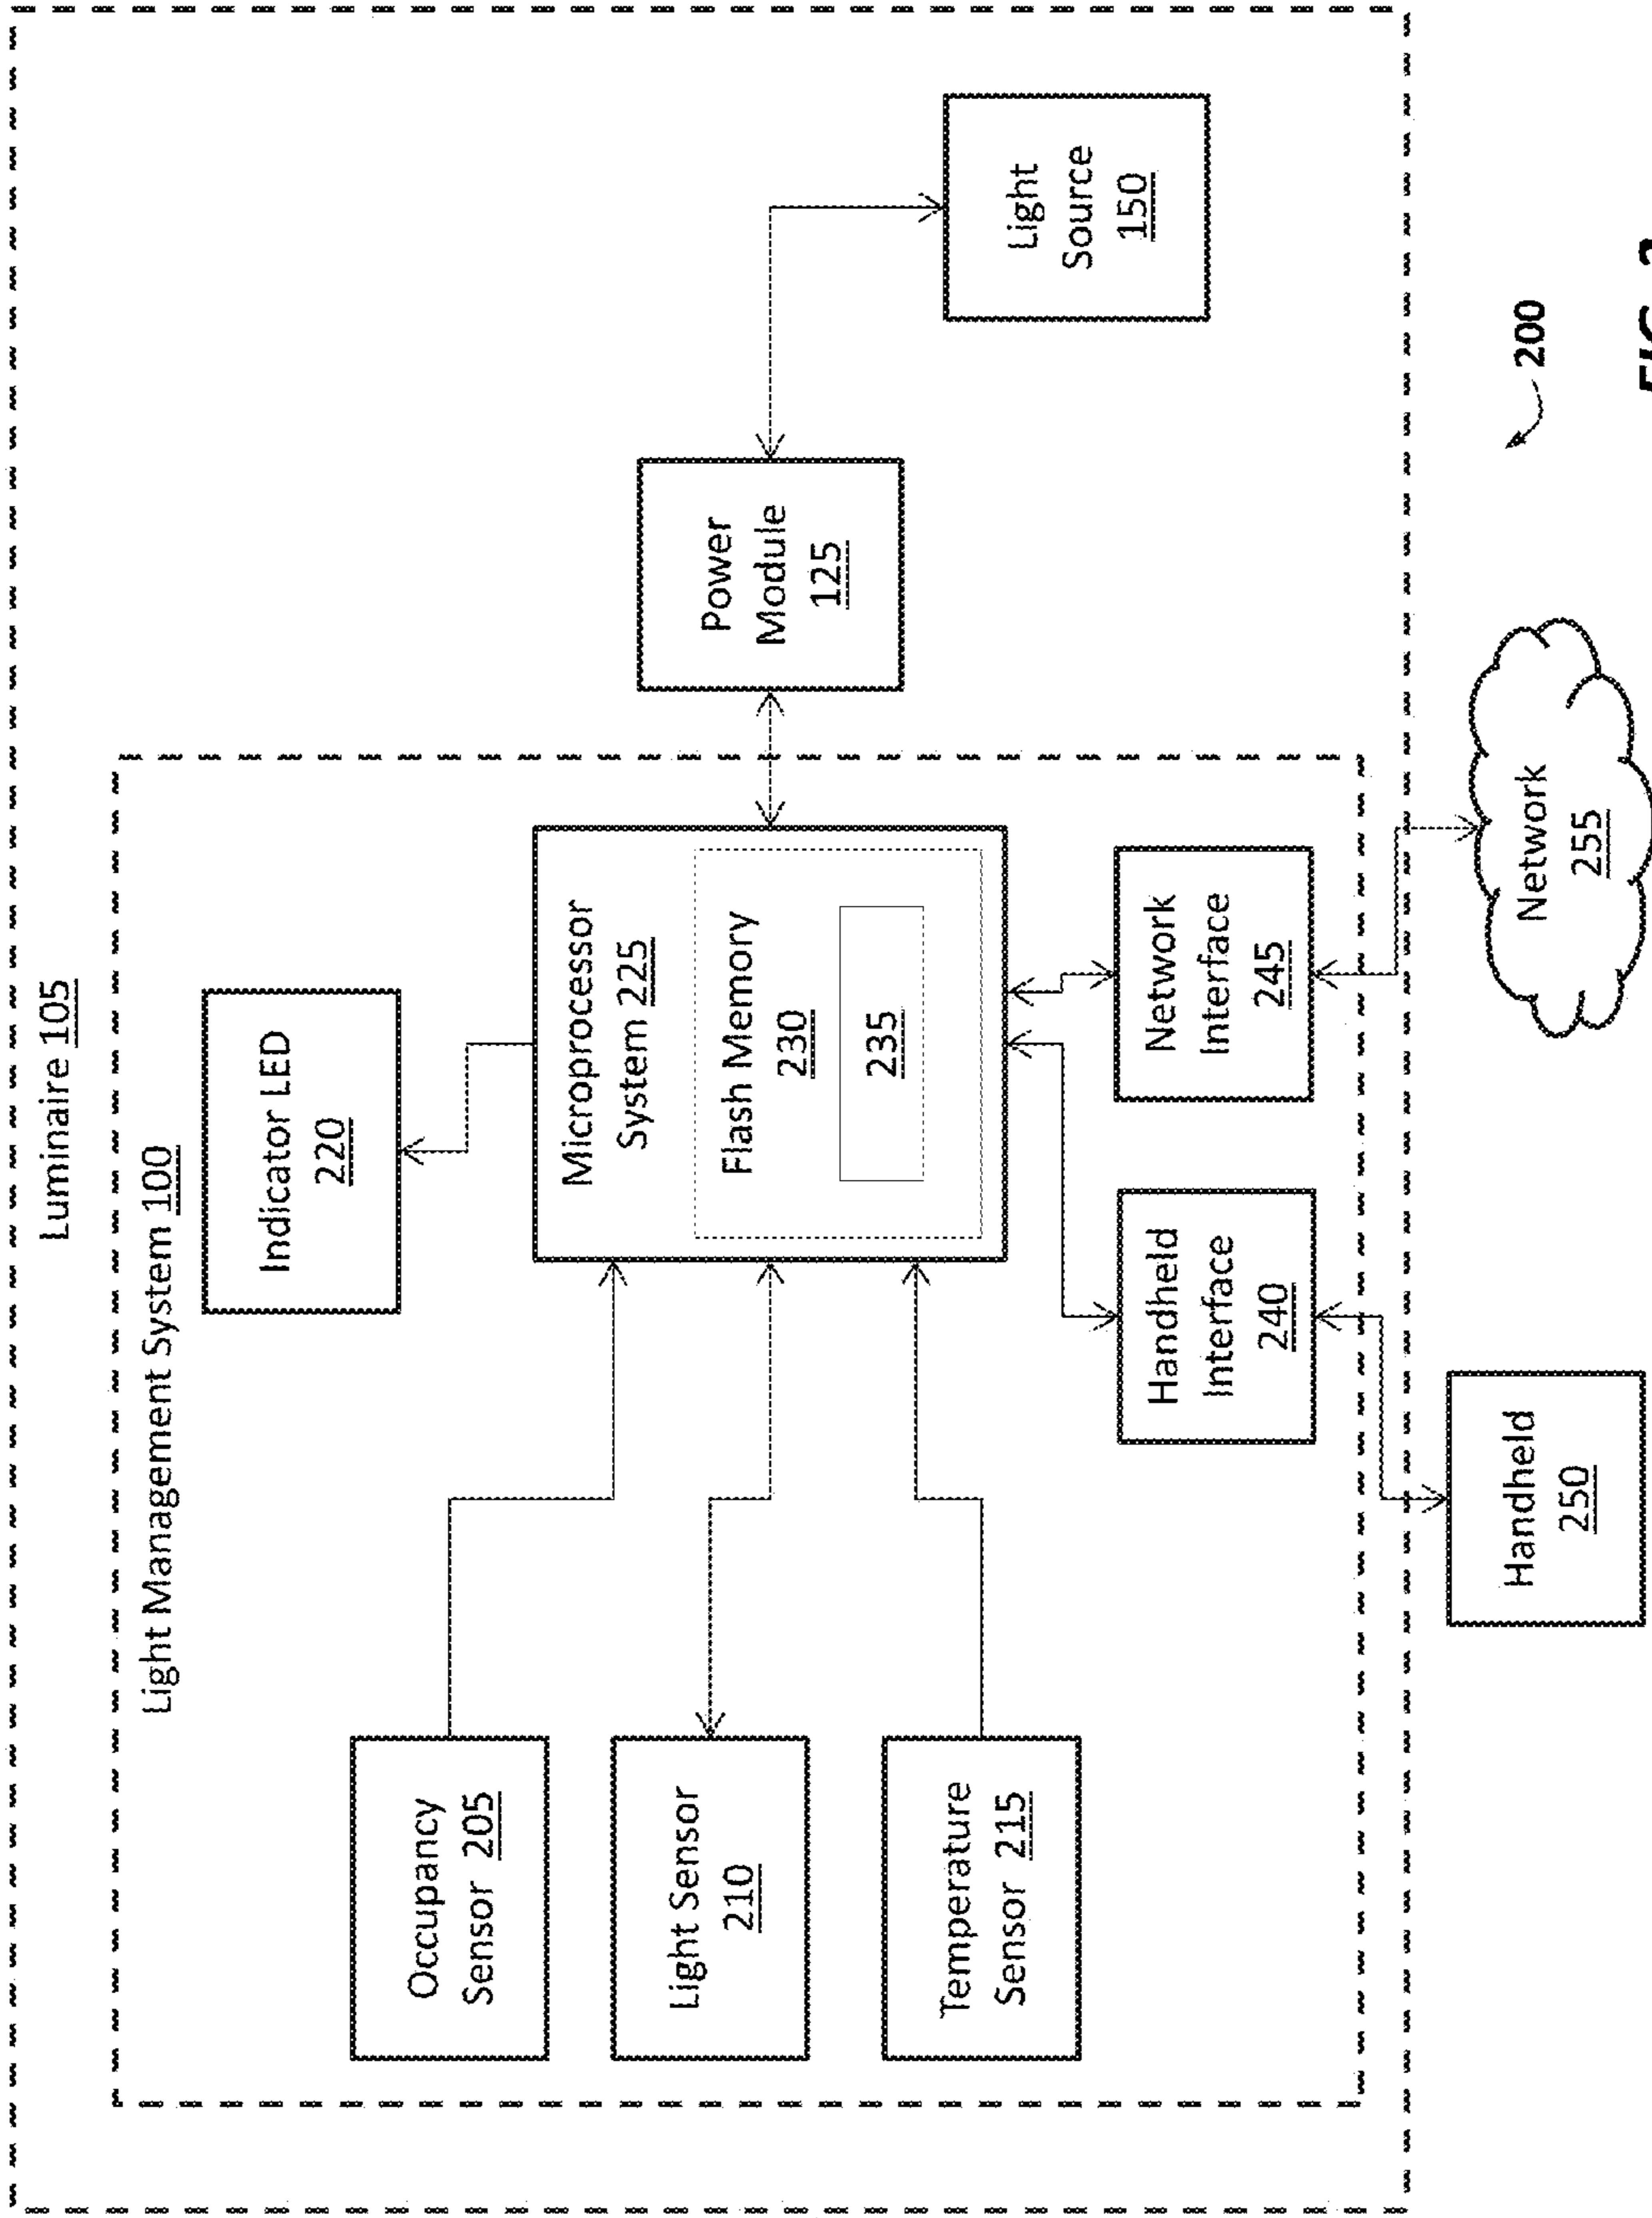 Luminaire 105
Light Management System 100
Occupancy
Sensor 205
Light Sensor
210
Temperature
Sensor 215
Indicator LED
220
Microprocessor
System 225
Flash Memory
230
235
Handheld
Interface
240
Network
Interface
245
Power
Module
125
Light
Source
150
Handheld
250
Network
255
200